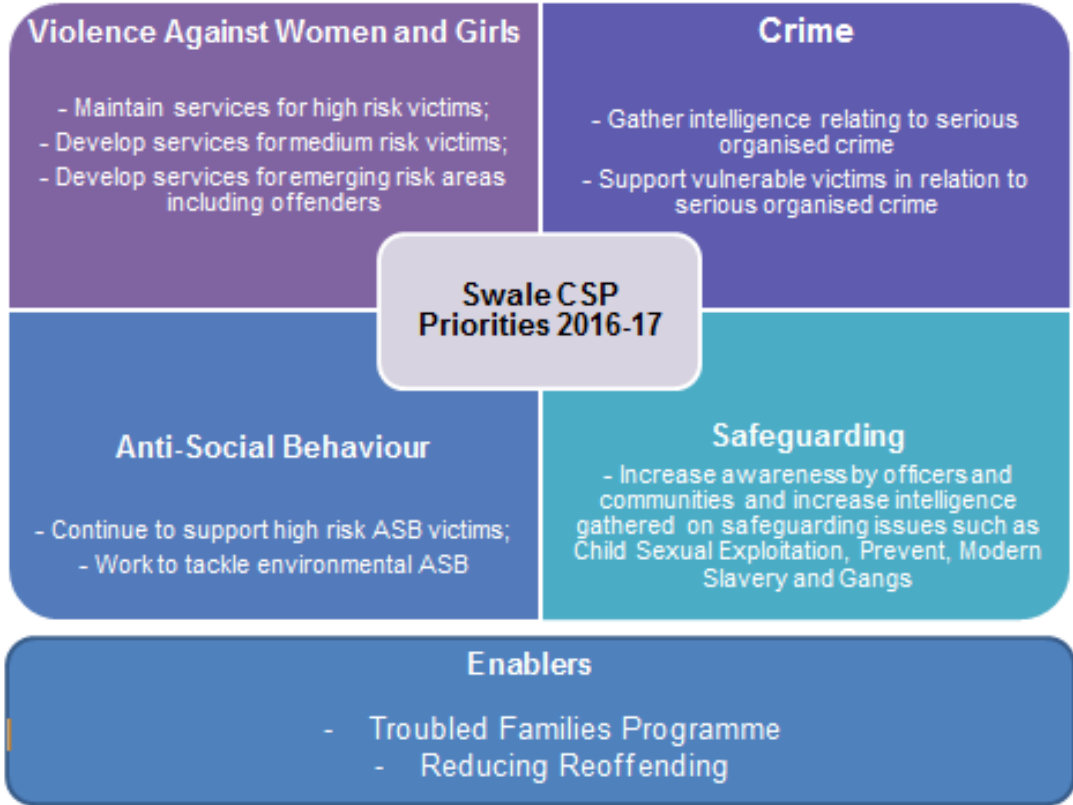 Violence Against Women and Girls
- Maintain services for high risk victims;
- Develop services for medium risk victims;
- Develop services for emerging risk areas
including offenders
Crime
- Gather intelligence relating to serious
organised crime
- Support vulnerable victims in relation to
serious organised crime
Swale CSP
Priorities 2016-17
Anti-Social Behaviour
- Continue to support high risk ASB victims;
- Work to tackle environmental ASB
Safeguarding
- Increase awareness by officers and
communities and increase intelligence
gathered on safeguarding issues such as
Child Sexual Exploitation, Prevent, Modern
Slavery and Gangs
Enablers
- Troubled Families Programme
- Reducing Reoffending